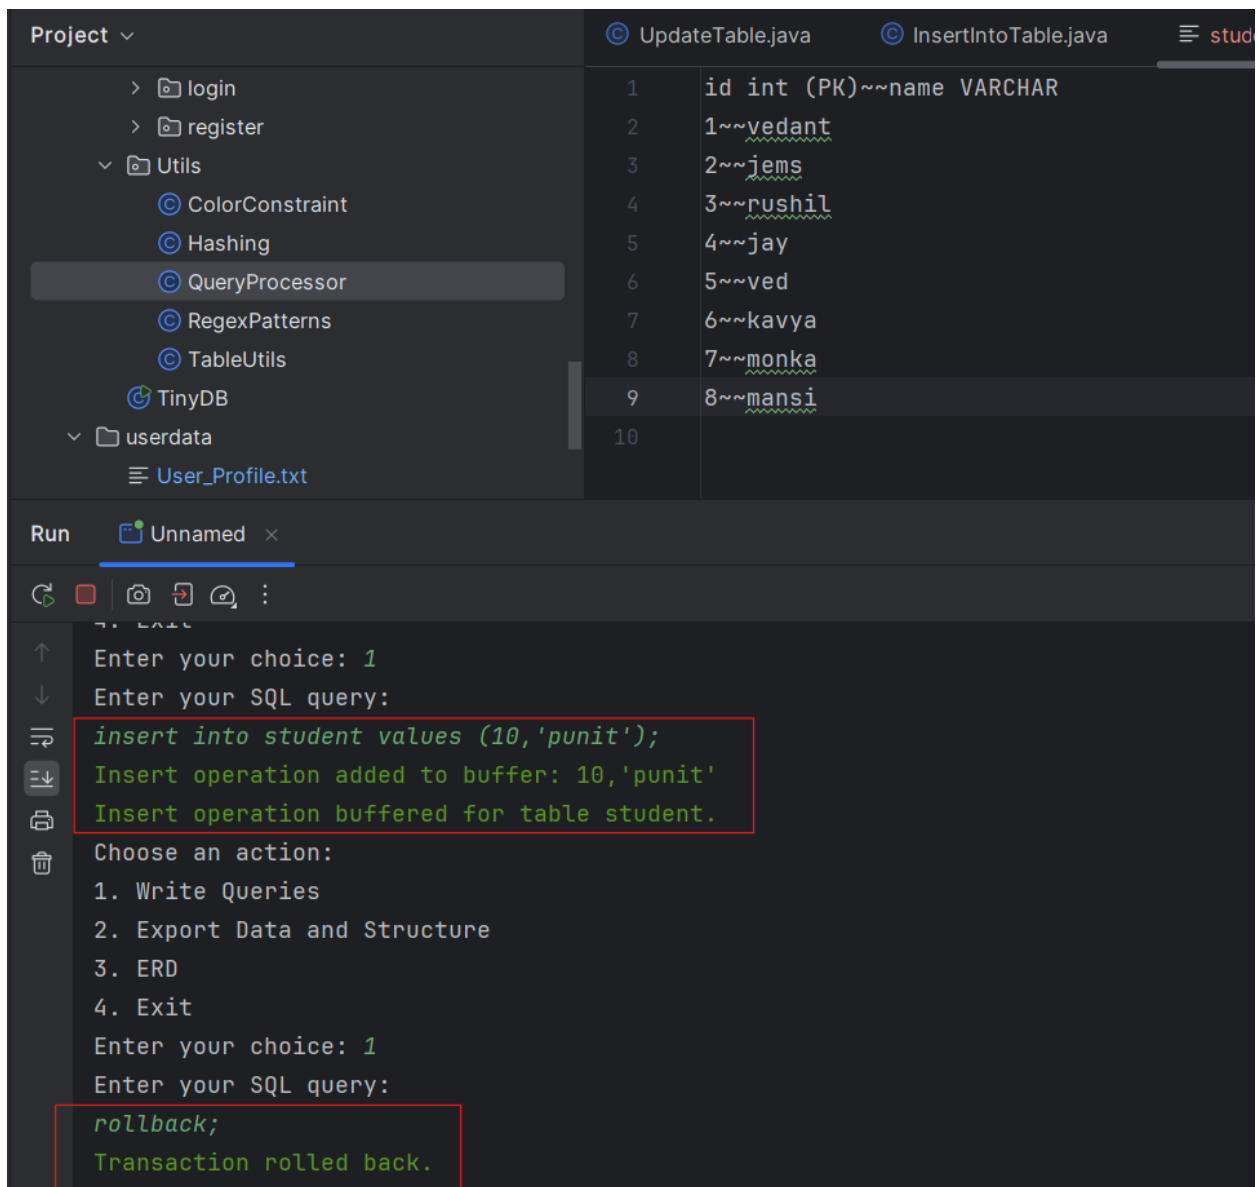 Project
login
register
Utils
ColorConstraint
Hashing
QueryProcessor
RegexPatterns
TableUtils
TinyDB
userdata
User_Profile.txt
UpdateTable.java InsertIntoTable.java stud
1 id int (PK)~~name VARCHAR
2 1~~vedant
3 2~~jems
4 3~~rushil
5 4~~jay
6 5~~ved
7 6~~kavya
8 7~~monka
9 8~~mansi
10
Run Unnamed
4. Exit
Enter your choice: 1
Enter your SQL query:
insert into student values (10,'punit');
Insert operation added to buffer: 10,'punit'
Insert operation buffered for table student.
Choose an action:
1. Write Queries
2. Export Data and Structure
3. ERD
4. Exit
Enter your choice: 1
Enter your SQL query:
rollback;
Transaction rolled back.